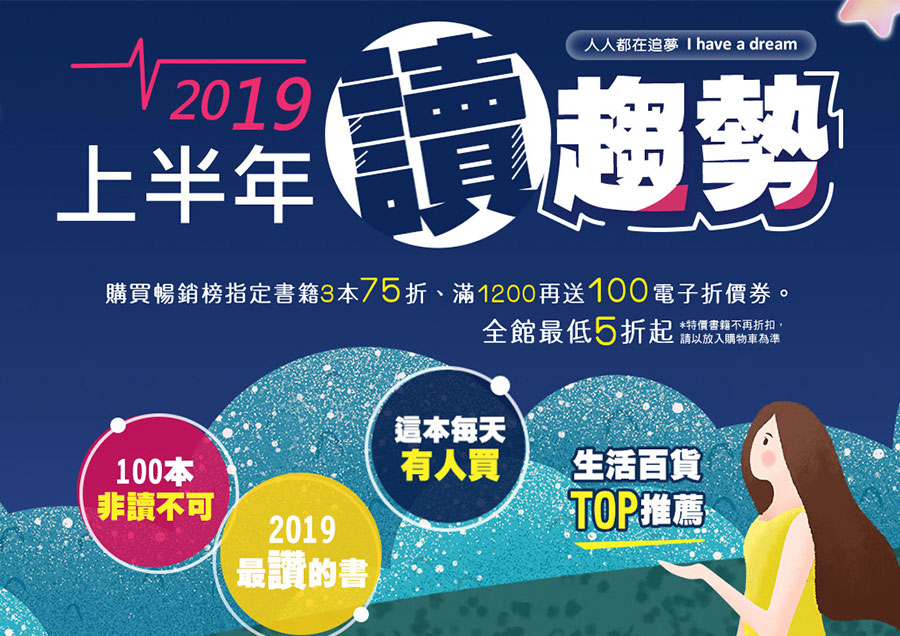 人人都在追夢 I have a dream
2019
上半年
讀趨勢
購買暢銷榜指定書籍3本75折、滿1200再送100電子折價券。
全館最低5折起
*特價書籍不再折扣，
請以放入購物車為準
這本每天
有人買
100本
非讀不可
生活百貨
TOP推薦
2019
最讚的書